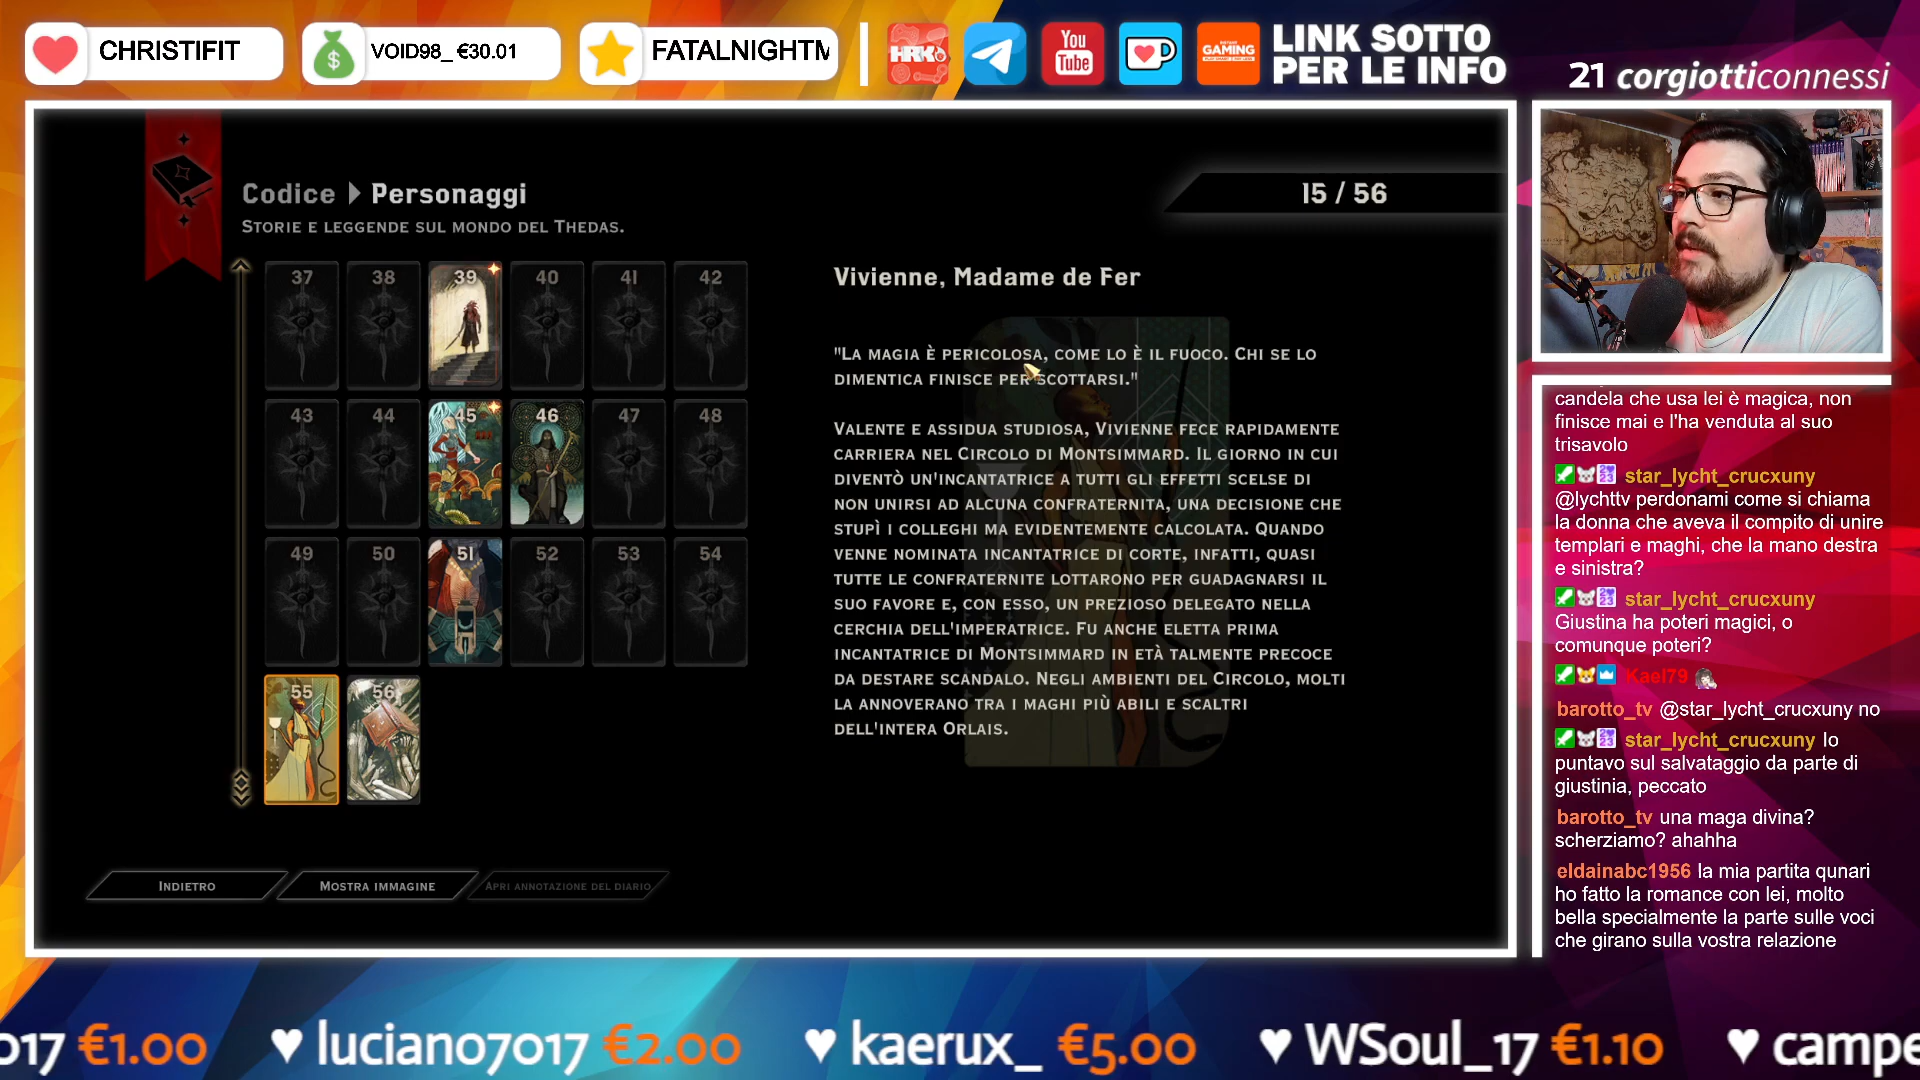 CHRISTIFIT
VOID98_ €30.01
FATALNIGHTM
HRK
You
Tube
INSTANT
GAMING
LINK SOTTO
PER LE INFO
21 corgiotticonnessi
Codice Personaggi
Storie e leggende sul mondo del Thedas.
15 / 56
37 38 39 40 41 42
43 44 45 46 47 48
49 50 51 52 53 54
55 56
Vivienne, Madame de Fer
"La magia è pericolosa, come lo è il fuoco. Chi se lo
dimentica finisce per scottarsi."
Valente e assidua studiosa, Vivienne fece rapidamente
carriera nel Circolo di Montsimmard. Il giorno in cui
diventò un'incantatrice a tutti gli effetti scelse di
non unirsi ad alcuna confraternita, una decisione che
stupì i colleghi ma evidentemente calcolata. Quando
venne nominata incantatrice di corte, infatti, quasi
tutte le confraternite lottarono per guadagnarsi il
suo favore e, con esso, un prezioso delegato nella
cerchia dell'imperatrice. Fu anche eletta prima
incantatrice di Montsimmard in età talmente precoce
da destare scandalo. Negli ambienti del Circolo, molti
la annoverano tra i maghi più abili e scaltri
dell'intera Orlais.
Indietro
Mostra immagine
Apri annotazione del diario
candela che usa lei è magica, non
finisce mai e l'ha venduta al suo
trisavolo
star_lycht_crucxuny
@lychttv perdonami come si chiama
la donna che aveva il compito di unire
templari e maghi, che la mano destra
e sinistra?
star_lycht_crucxuny
Giustina ha poteri magici, o
comunque poteri?
Kael79
barotto_tv @star_lycht_crucxuny no
star_lycht_crucxuny Io
puntavo sul salvataggio da parte di
giustinia, peccato
barotto_tv una maga divina?
scherziamo? ahahha
eldainabc1956 la mia partita qunari
ho fatto la romance con lei, molto
bella specialmente la parte sulle voci
che girano sulla vostra relazione
017 €1.00 ♥ luciano7017 €2.00 ♥ kaerux_ €5.00 ♥ WSoul_17 €1.10 ♥ campe